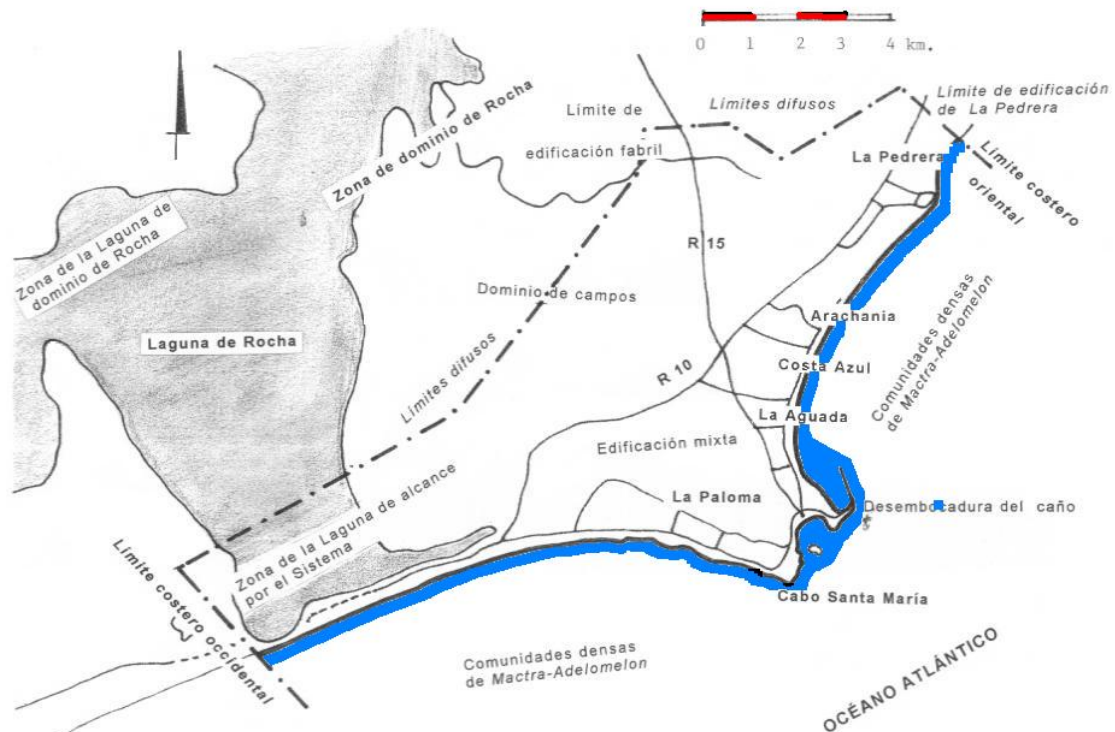 0 1 2 3 4 km.
Límite de edificación
de La Pedrera
Límites difusos
Límite de
edificación fabril
Zona de dominio de Rocha
La Pedrera
Límite costero
oriental
Zona de la Laguna de
dominio de Rocha
R 15
Dominio de campos
Laguna de Rocha
Arachania
Comunidades densas
de Mactra-Adelomelon
Costa Azul
R 10
Límites difusos
La Aguada
Edificación mixta
La Paloma
Desembocadura del caño
Zona de la Laguna de alcance
por el Sistema
Límite costero occidental
Cabo Santa María
Comunidades densas
de Mactra-Adelomelon
OCÉANO ATLÁNTICO